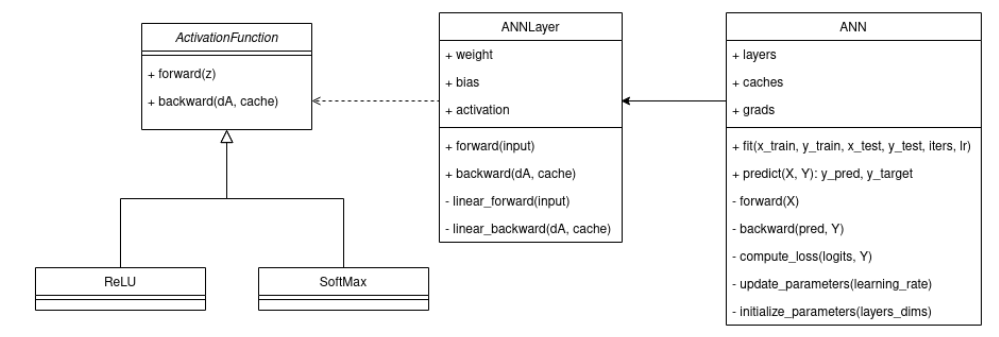 ActivationFunction
+ forward(z)
+ backward(dA, cache)
ReLU
SoftMax
ANNLayer
+ weight
+ bias
+ activation
+ forward(input)
+ backward(dA, cache)
- linear_forward(input)
- linear_backward(dA, cache)
ANN
+ layers
+ caches
+ grads
+ fit(x_train, y_train, x_test, y_test, iters, lr)
+ predict(X, Y): y_pred, y_target
- forward(X)
- backward(pred, Y)
- compute_loss(logits, Y)
- update_parameters(learning_rate)
- initialize_parameters(layers_dims)